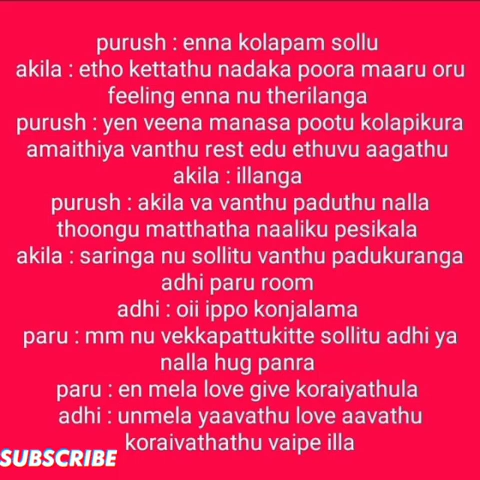 purush : enna kolapam sollu
akila : etho kettathu nadaka poora maaru oru
feeling enna nu therilanga
purush : yen veena manasa pootu kolapikura
amaithiya vanthu rest edu ethuvu aagathu
akila : illanga
purush : akila va vanthu paduthu nalla
thoongu matthatha naaliku pesikala
akila : saringa nu sollitu vanthu padukuranga
adhi paru room
adhi : oii ippo konjalama
paru : mm nu vekkapattukitte sollitu adhi ya
nalla hug panra
paru : en mela love give koraiyathula
adhi : unmela yaavathu love aavathu
koraivathathu vaipe illa
SUBSCRIBE